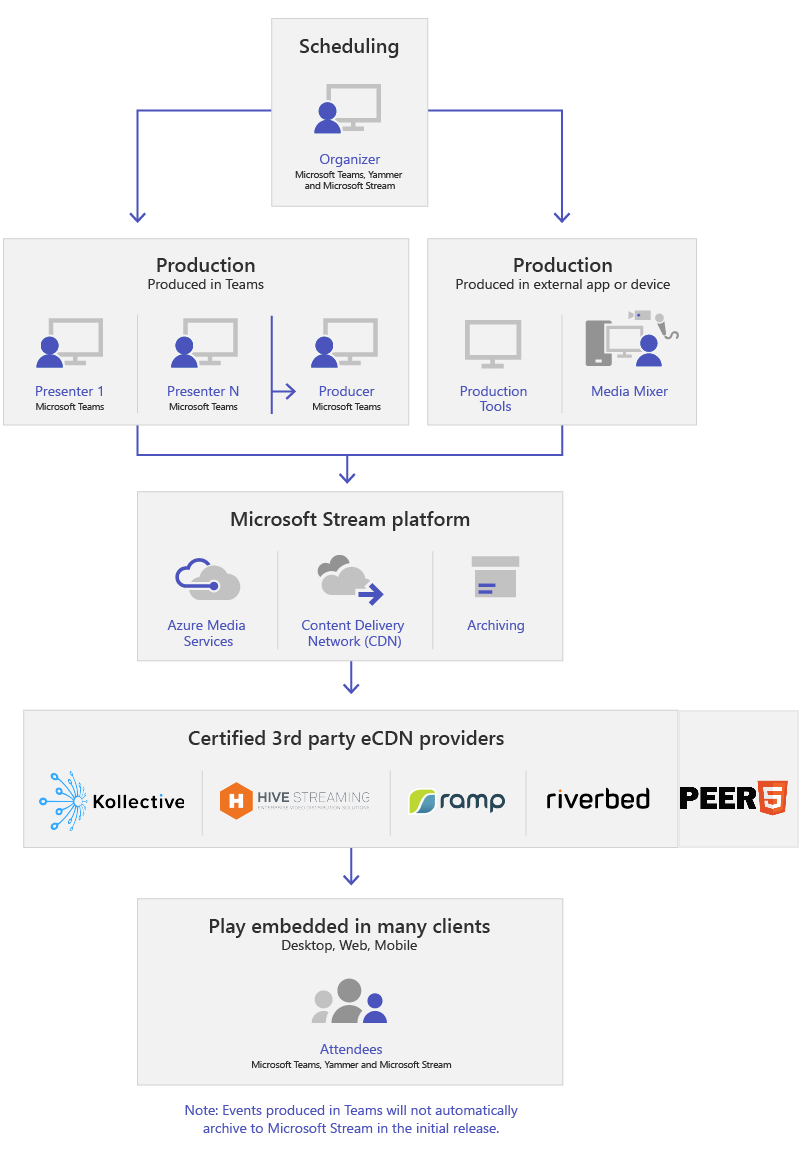 Scheduling
Organizer
Microsoft Teams, Yammer
and Microsoft Stream
Production
Produced in Teams
Presenter 1
Microsoft Teams
Presenter N
Microsoft Teams
Producer
Microsoft Teams
Production
Produced in external app or device
Production
Tools
Media Mixer
Microsoft Stream platform
Azure Media
Services
Content Delivery
Network (CDN)
Archiving
Certified 3rd party eCDN providers
Kollective
H HIVE STREAMING
ENTERPRISE VIDEO DISTRIBUTION SOLUTIONS
ramp
riverbed
PEER5
Play embedded in many clients
Desktop, Web, Mobile
Attendees
Microsoft Teams, Yammer and Microsoft Stream
Note: Events produced in Teams will not automatically
archive to Microsoft Stream in the initial release.